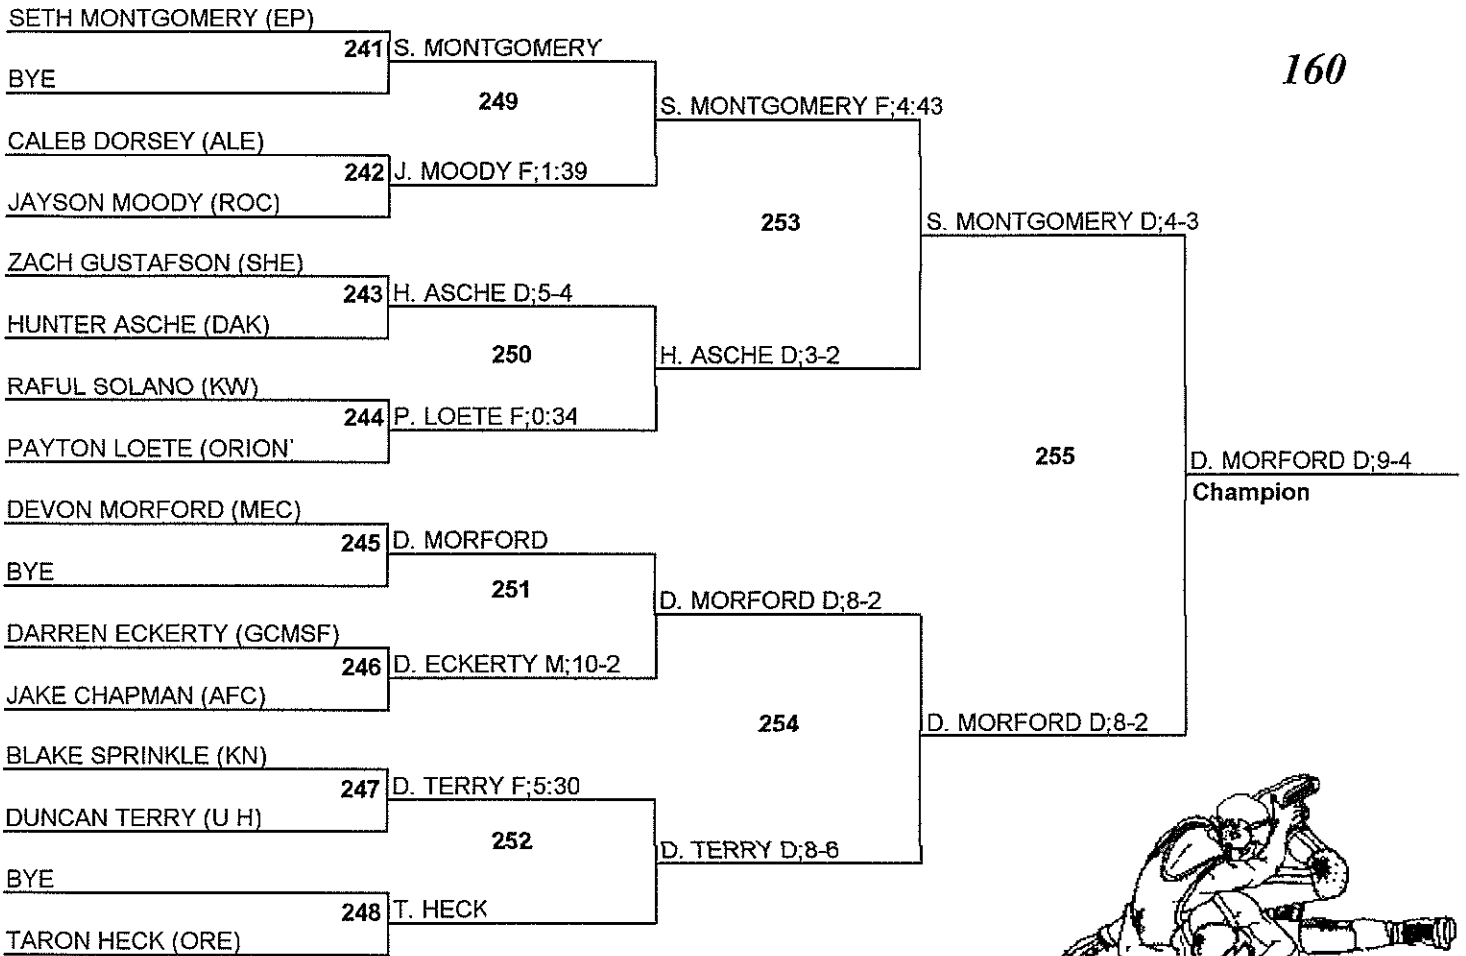 SETH MONTGOMERY (EP)
241 S. MONTGOMERY
BYE
160
249
S. MONTGOMERY F;4:43
CALEB DORSEY (ALE)
242 J. MOODY F;1:39
JAYSON MOODY (ROC)
253
S. MONTGOMERY D;4-3
ZACH GUSTAFSON (SHE)
243 H. ASCHE D;5-4
HUNTER ASCHE (DAK)
250
H. ASCHE D;3-2
RAFUL SOLANO (KW)
244 P. LOETE F;0:34
PAYTON LOETE (ORION'
255
D. MORFORD D;9-4
Champion
DEVON MORFORD (MEC)
245 D. MORFORD
BYE
251
D. MORFORD D;8-2
DARREN ECKERTY (GCMSF)
246 D. ECKERTY M;10-2
JAKE CHAPMAN (AFC)
254
D. MORFORD D;8-2
BLAKE SPRINKLE (KN)
247 D. TERRY F;5:30
DUNCAN TERRY (U H)
252
D. TERRY D;8-6
BYE
248 T. HECK
TARON HECK (ORE)